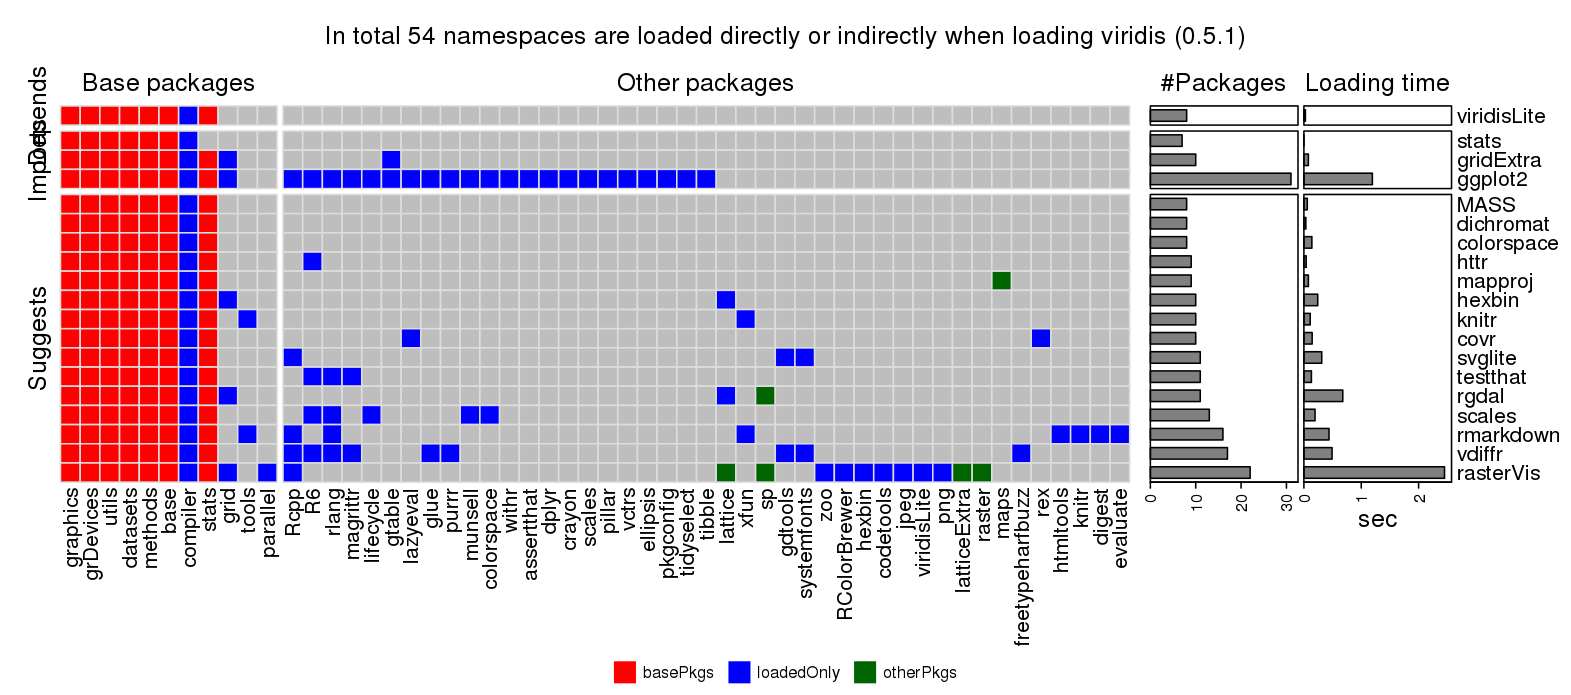 In total 54 namespaces are loaded directly or indirectly when loading viridis (0.5.1)
Base packages
Other packages
#Packages
Loading time
Depends
Imports
Suggests
viridisLite
stats
gridExtra
ggplot2
MASS
dichromat
colorspace
httr
mapproj
hexbin
knitr
covr
svglite
testthat
rgdal
scales
rmarkdown
vdiffr
rasterVis
graphics
grDevices
utils
datasets
methods
base
compiler
stats
grid
tools
parallel
Rcpp
R6
rlang
magrittr
lifecycle
gtable
lazyeval
glue
purrr
munsell
colorspace
withr
assertthat
dplyr
crayon
scales
pillar
vctrs
ellipsis
pkgconfig
tidyselect
tibble
lattice
xfun
sp
gdtools
systemfonts
zoo
RColorBrewer
hexbin
codetools
jpeg
viridisLite
png
latticeExtra
raster
maps
freetypeharfbuzz
rex
htmltools
knitr
digest
evaluate
0 10 20 30
0 1 2
sec
basePkgs loadedOnly otherPkgs